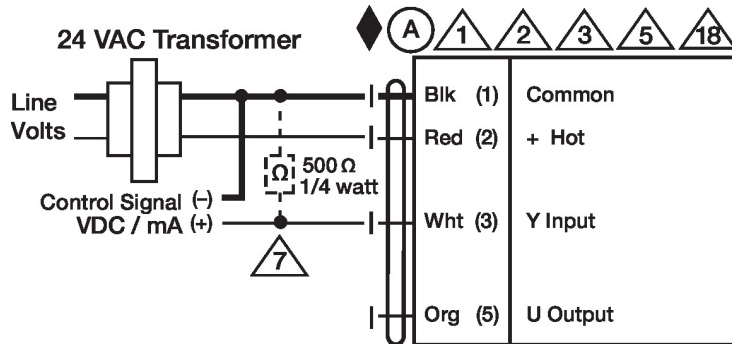 24 VAC Transformer
A 1 2 3 5 18
Line
Volts
Blk (1) Common
Red (2) + Hot
Ω 500 Ω
1/4 watt
Control Signal (–)
VDC / mA (+)
Wht (3) Y Input
7
Org (5) U Output